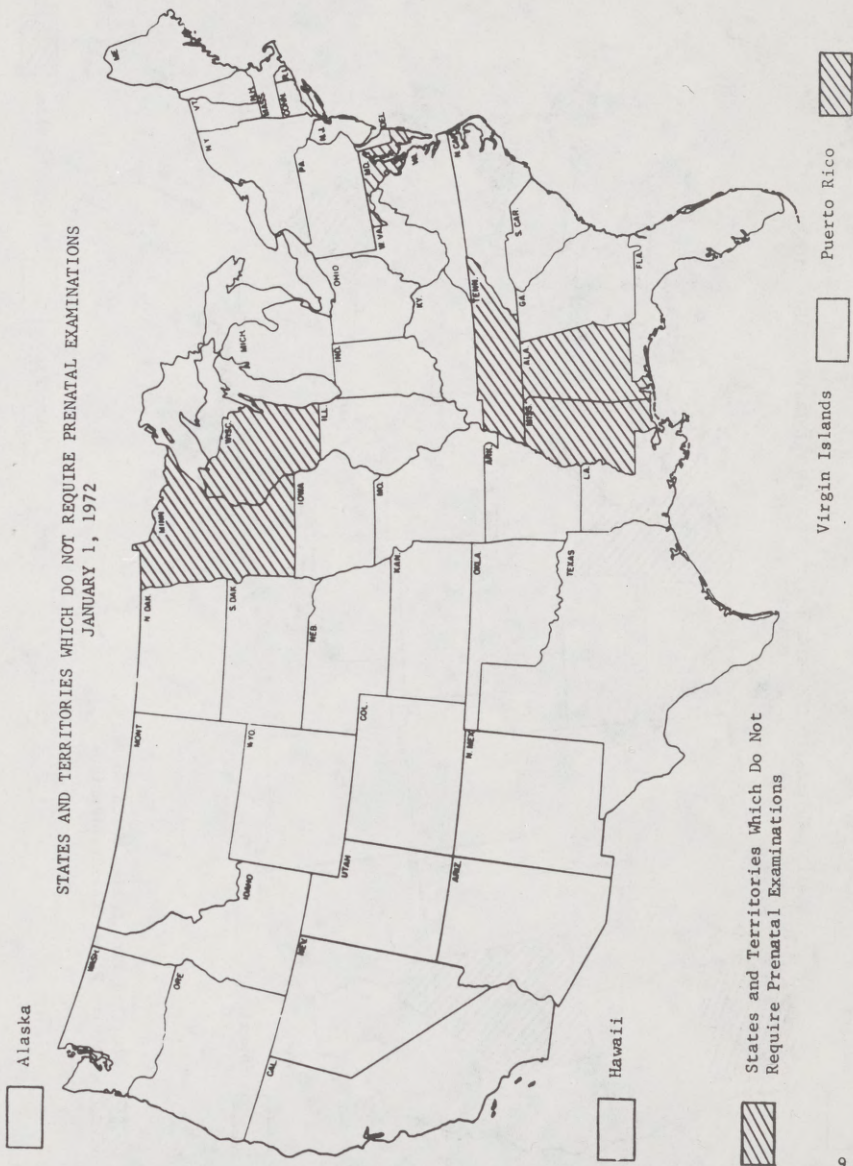 STATES AND TERRITORIES WHICH DO NOT REQUIRE PRENATAL EXAMINATIONS
JANUARY 1, 1972
Alaska
WASH.
MONT
N DAK
MINN
ME
VT.
N.H.
N Y
MASS
CONN
R.I.
ORE
IDAHO
WYO.
S. DAK
WISC.
MICH
PA
N.J.
CAL.
NEV.
UTAH
COL.
NEB
IOWA
ILL
IND.
OHIO
MD.
DEL
W VA.
VA.
ARIZ.
N. MEX
KAN.
MO.
KY.
OKLA
ARK
TENN.
N CAR
TEXAS
LA.
MISS
ALA.
GA.
S. CAR
FLA.
Hawaii
States and Territories Which Do Not
Require Prenatal Examinations
Virgin Islands
Puerto Rico